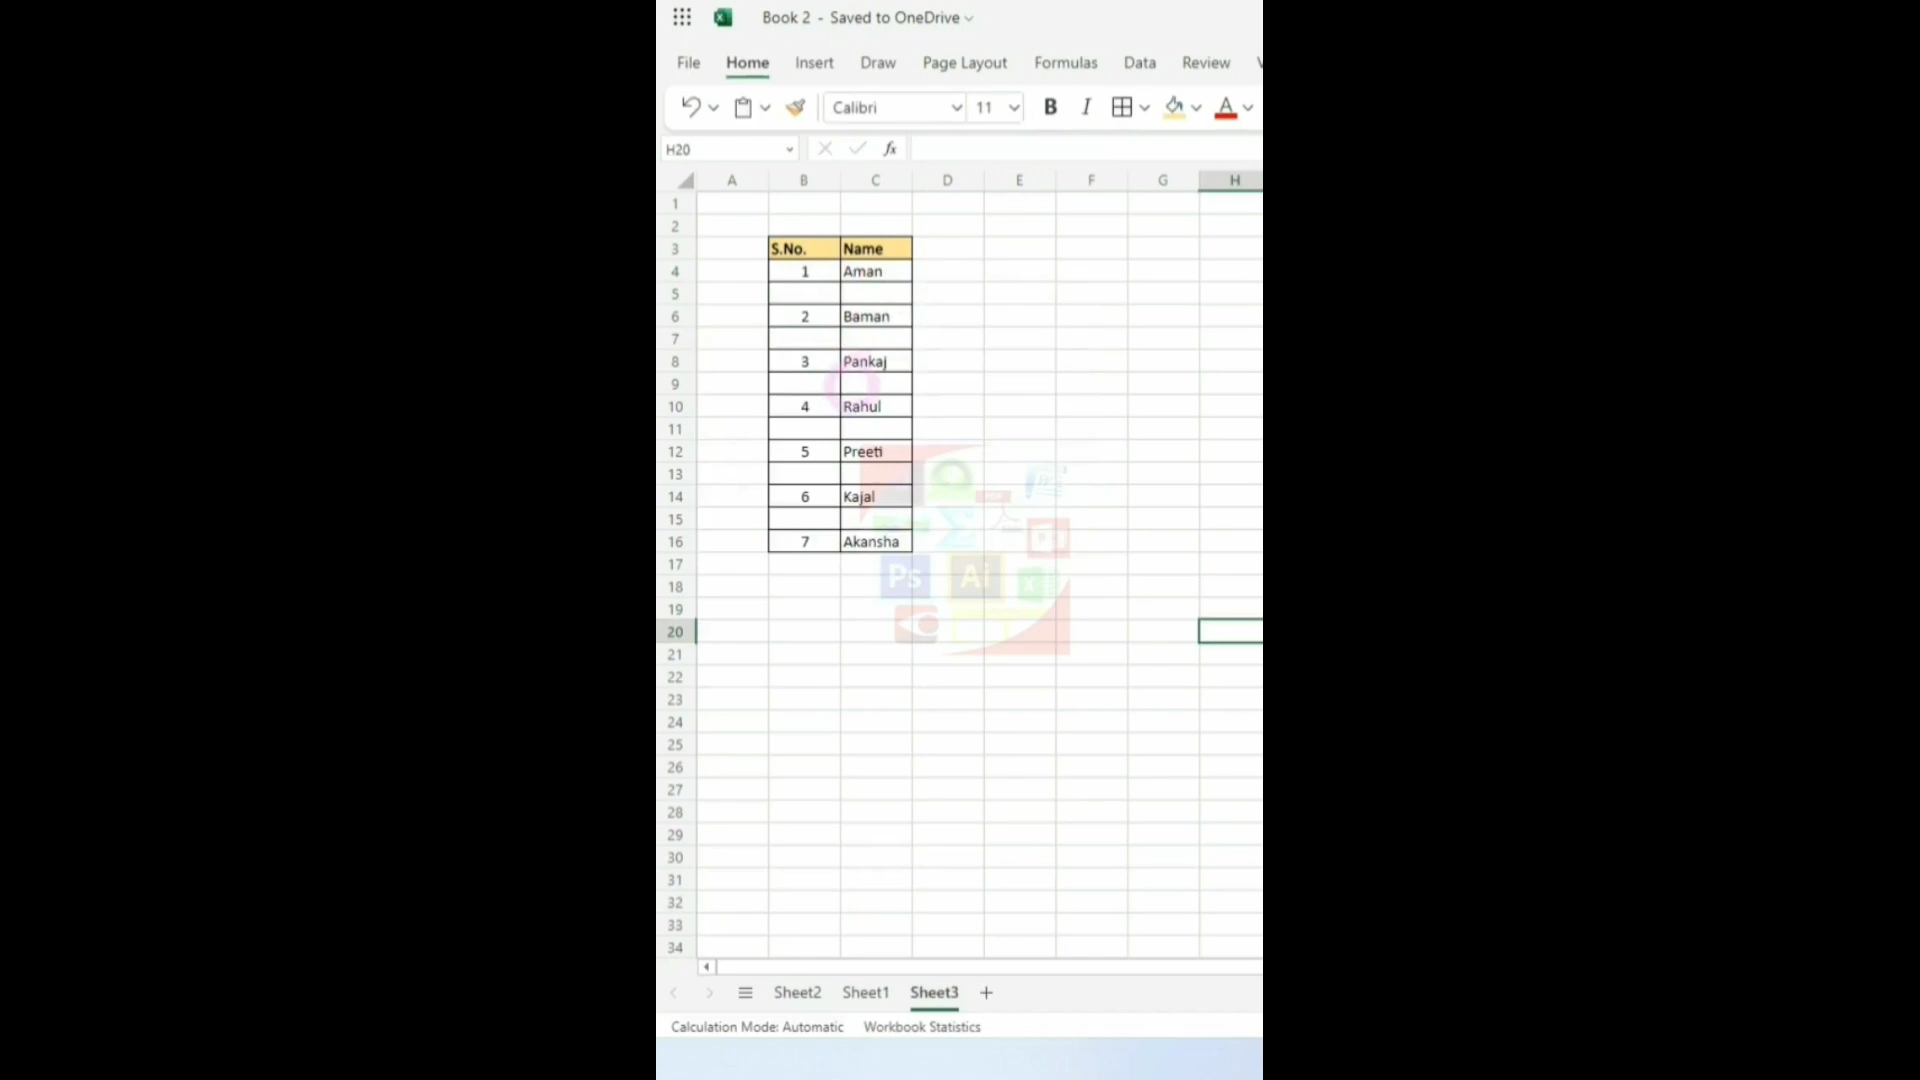 Book 2 - Saved to OneDrive
File Home Insert Draw Page Layout Formulas Data Review
Calibri 11 B I A
H20 fx
A B C D E F G H
1
2
3 S.No. Name
4 1 Aman
5
6 2 Baman
7
8 3 Pankaj
9
10 4 Rahul
11
12 5 Preeti
13
14 6 Kajal
15
16 7 Akansha
17
Ps Ai
18
19
20
21
22
23
24
25
26
27
28
29
30
31
32
33
34
Sheet2 Sheet1 Sheet3 +
Calculation Mode: Automatic Workbook Statistics